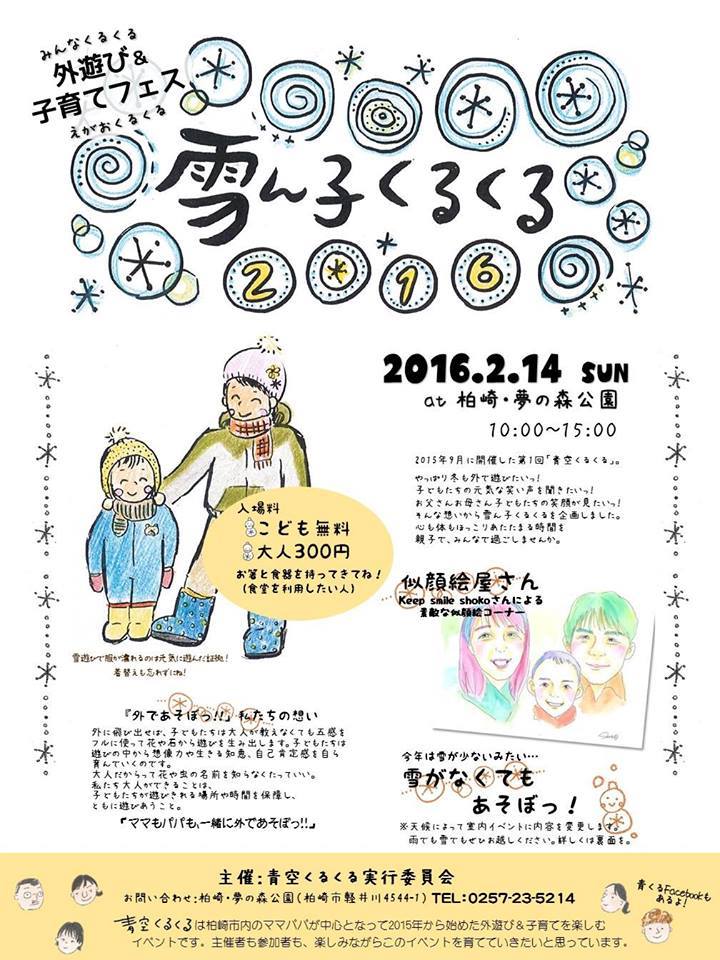 みんなくるくる
外遊び&
子育てフェス
えがおくるくる
雪ん子くるくる
2016
2016.2.14 SUN
at 柏崎・夢の森公園
10:00〜15:00
2015年9月に開催した第1回「青空くるくる」。
やっぱり冬も外で遊びたいっ!
子どもたちの元気な笑い声を聞きたいっ!
お父さんお母さん子どもたちの笑顔が見たいっ!
そんな想いから雪ん子くるくるを企画しました。
心も体もほっこりあたたまる時間を
親子で、みんなで過ごしませんか。
入場料
こども無料
大人300円
お箸と食器を持ってきてね!
(食堂を利用したい人)
似顔絵屋さん
Keep smile shokoさんによる
素敵な似顔絵コーナー
雪遊びで服が濡れるのは元気に遊んだ証拠!
着替えも忘れずにね!
『外であそぼっ!!』私たちの想い
外に飛び出せば、子どもたちは大人が教えなくても五感を
フルに使って花や石から遊びを生み出します。子どもたちは
遊びの中から想像力や生きる知恵、自己肯定感を自ら
育んでいくのです。
大人だからって花や虫の名前を知らなくたっていい。
私たち大人ができることは、
子どもたちが遊びきれる場所や時間を保障し、
ともに遊びあうこと。
「ママもパパも、一緒に外であそぼっ!!」
今年は雪が少ないみたい…
雪がなくても
あそぼっ!
※天候によって室内イベントに内容を変更します。
雨でも雪でもぜひお越しください。詳しくは裏面を。
主催:青空くるくる実行委員会
お問い合わせ:柏崎・夢の森公園(柏崎市軽井川4544-1) TEL:0257-23-5214
青くるFacebookも
あるよ!
青空くるくるは柏崎市内のママパパが中心となって2015年から始めた外遊び&子育てを楽しむ
イベントです。主催者も参加者も、楽しみながらこのイベントを育てていきたいと思っています。